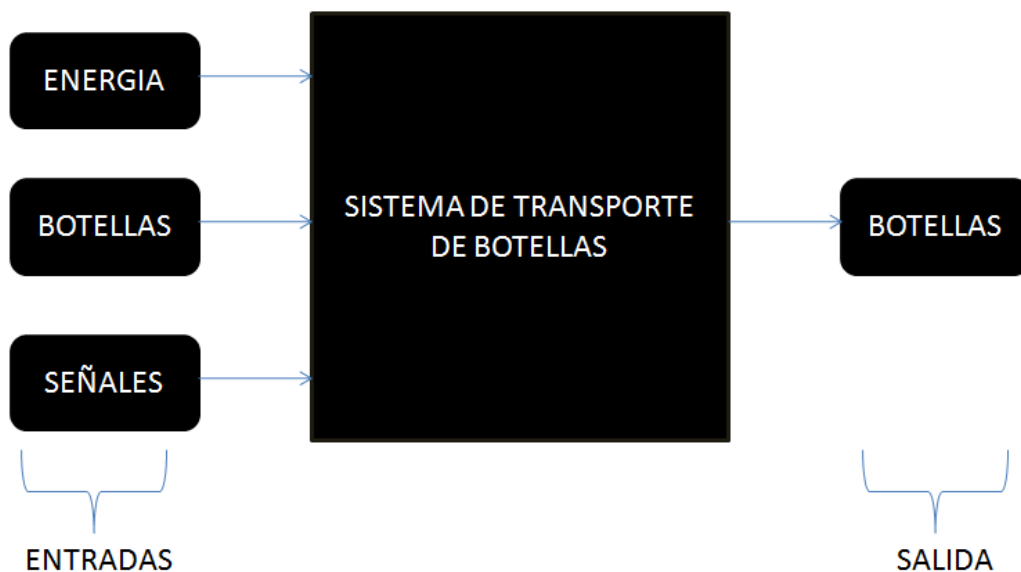 ENERGIA
BOTELLAS
SEÑALES
SISTEMA DE TRANSPORTE
DE BOTELLAS
BOTELLAS
ENTRADAS
SALIDA